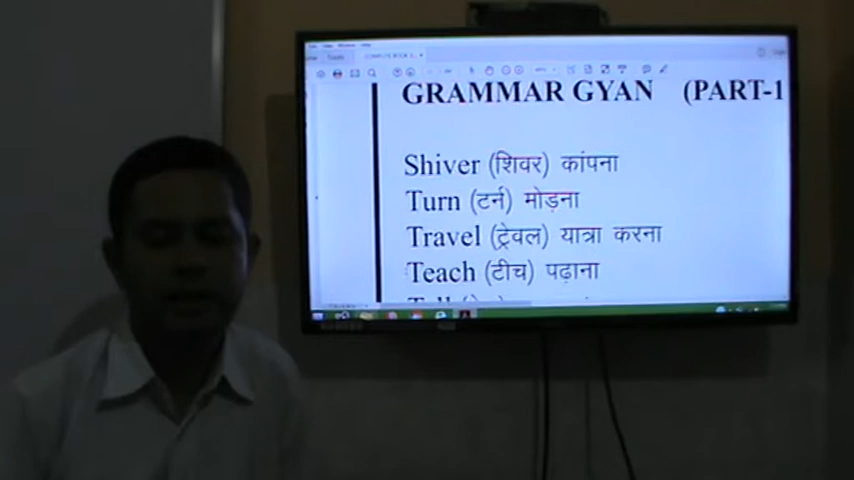 GRAMMAR GYAN (PART-1
Shiver (शिवर) कांपना
Turn (टर्न) मोड़ना
Travel (ट्रेवल) यात्रा करना
Teach (टीच) पढ़ाना